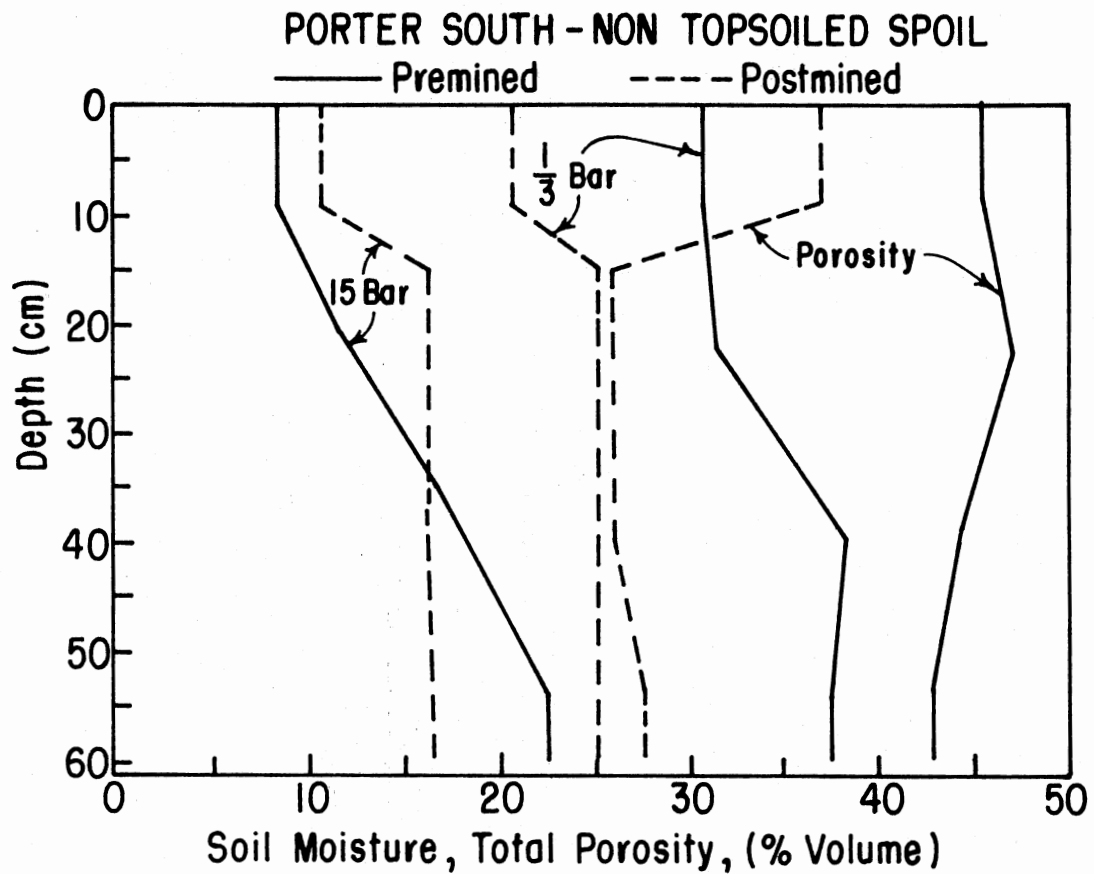 PORTER SOUTH - NON TOPSOILED SPOIL
Premined Postmined
0
10
20
30
40
50
60
Depth (cm)
1/3 Bar
15 Bar
Porosity
0 10 20 30 40 50
Soil Moisture, Total Porosity, (% Volume)